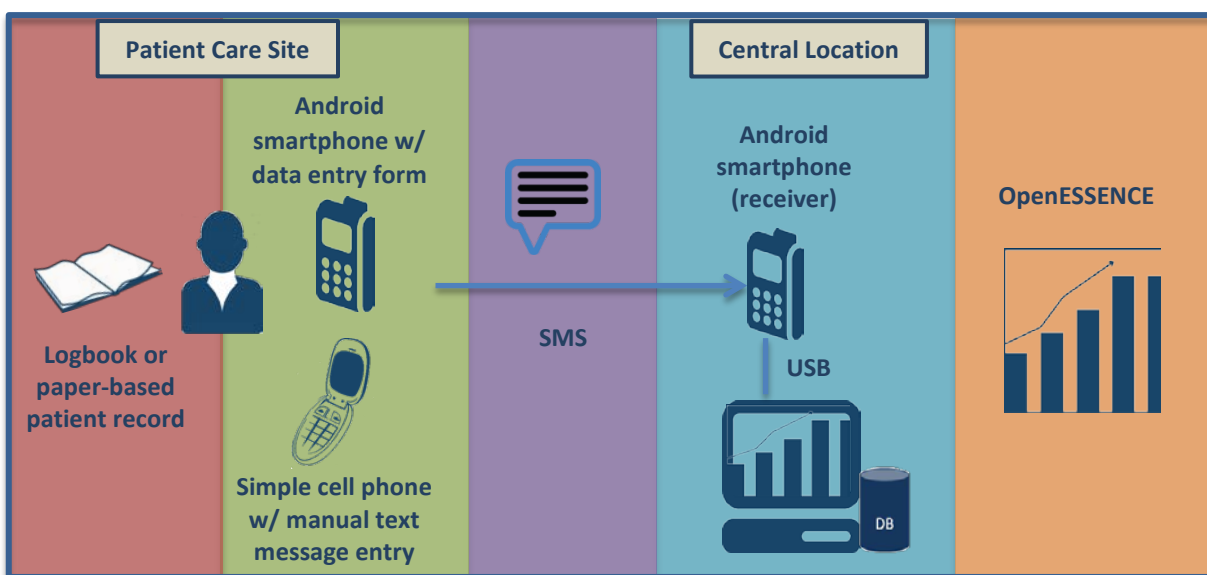 Patient Care Site
Central Location
Logbook or
paper-based
patient record
Android
smartphone w/
data entry form
Simple cell phone
w/ manual text
message entry
SMS
Android
smartphone
(receiver)
USB
DB
OpenESSENCE